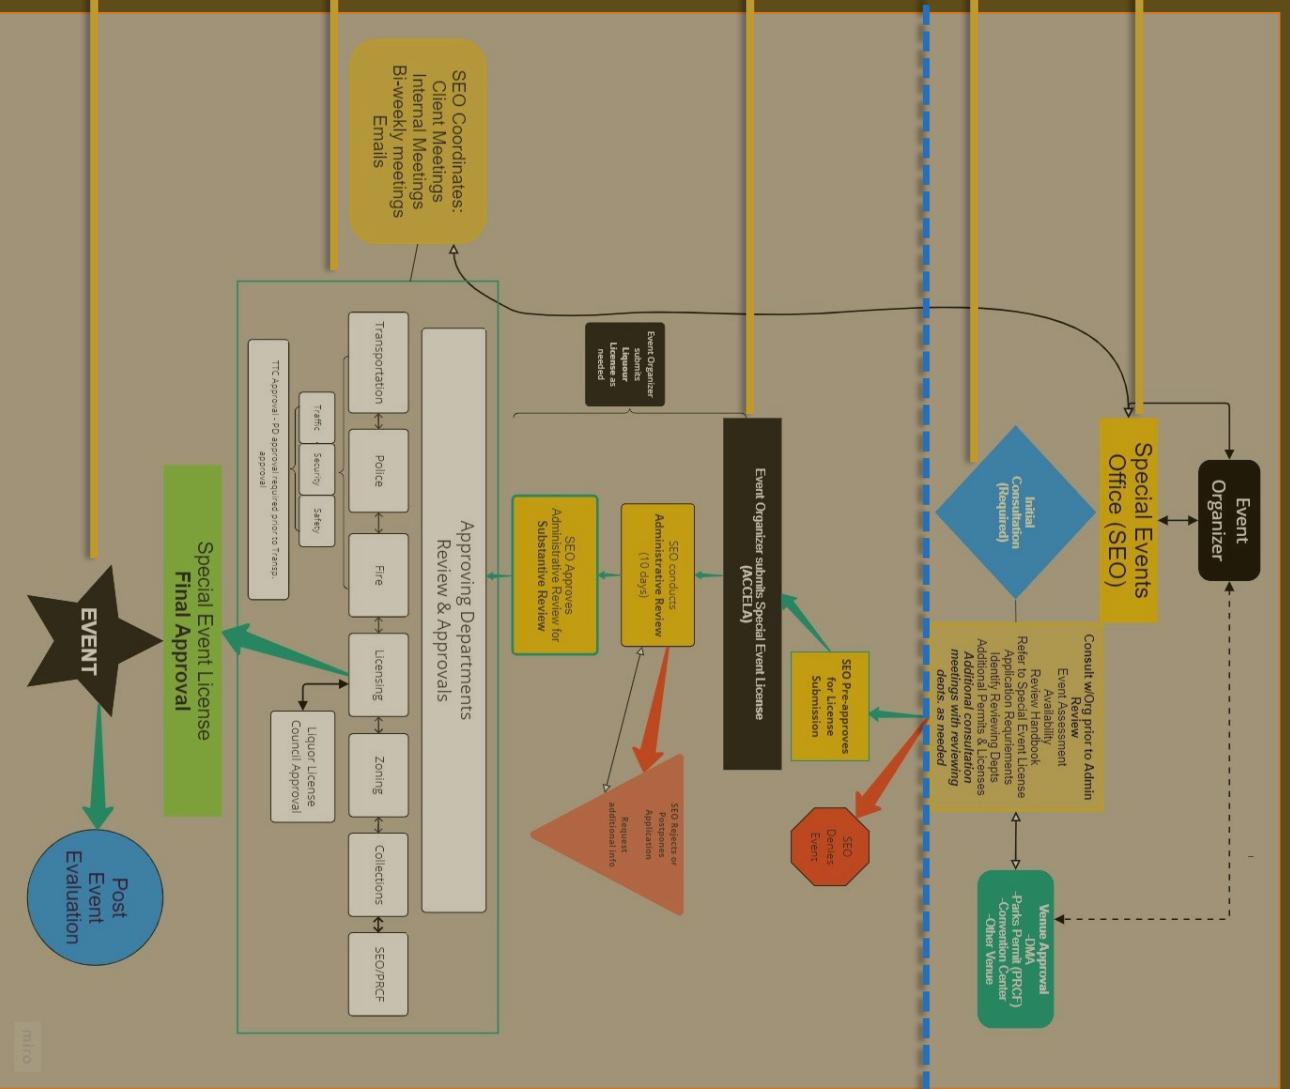 Event
Organizer
Special Events
Office (SEO)
Initial
Consultation
(Required)
Consult w/Org prior to Admin
Review
Event Assessment
Availability
Review Handbook
Refer to Special Event License
Application Requriements
Identify Reviewing Depts
Additional Permits & Licenses
Additional consultation
meetings with reviewing
depts. as needed
Venue Approval
-DMA
-Parks Permit (PRCF)
-Convention Center
-Other Venue
SEO Pre-approves
for License
Submission
SEO
Denies
Event
Event Organizer submits Special Event License
(ACCELA)
Event Organizer
submits
Liquour
License as
needed
SEO conducts
Administrative Review
(10 days)
SEO Rejects or
Postpones
Application
Request
additional info
SEO Approves
Administrative Review for
Substantive Review
SEO Coordinates:
Client Meetings
Internal Meetings
Bi-weekly meetings
Emails
Approving Departments
Review & Approvals
Transportation
Police
Fire
Licensing
Zoning
Collections
SEO/PRCF
Traffic
Security
Safety
Liquor License
Council Approval
TTC Approval - PD approval required prior to Transp.
approval
Special Event License
Final Approval
EVENT
Post
Event
Evaluation
miro